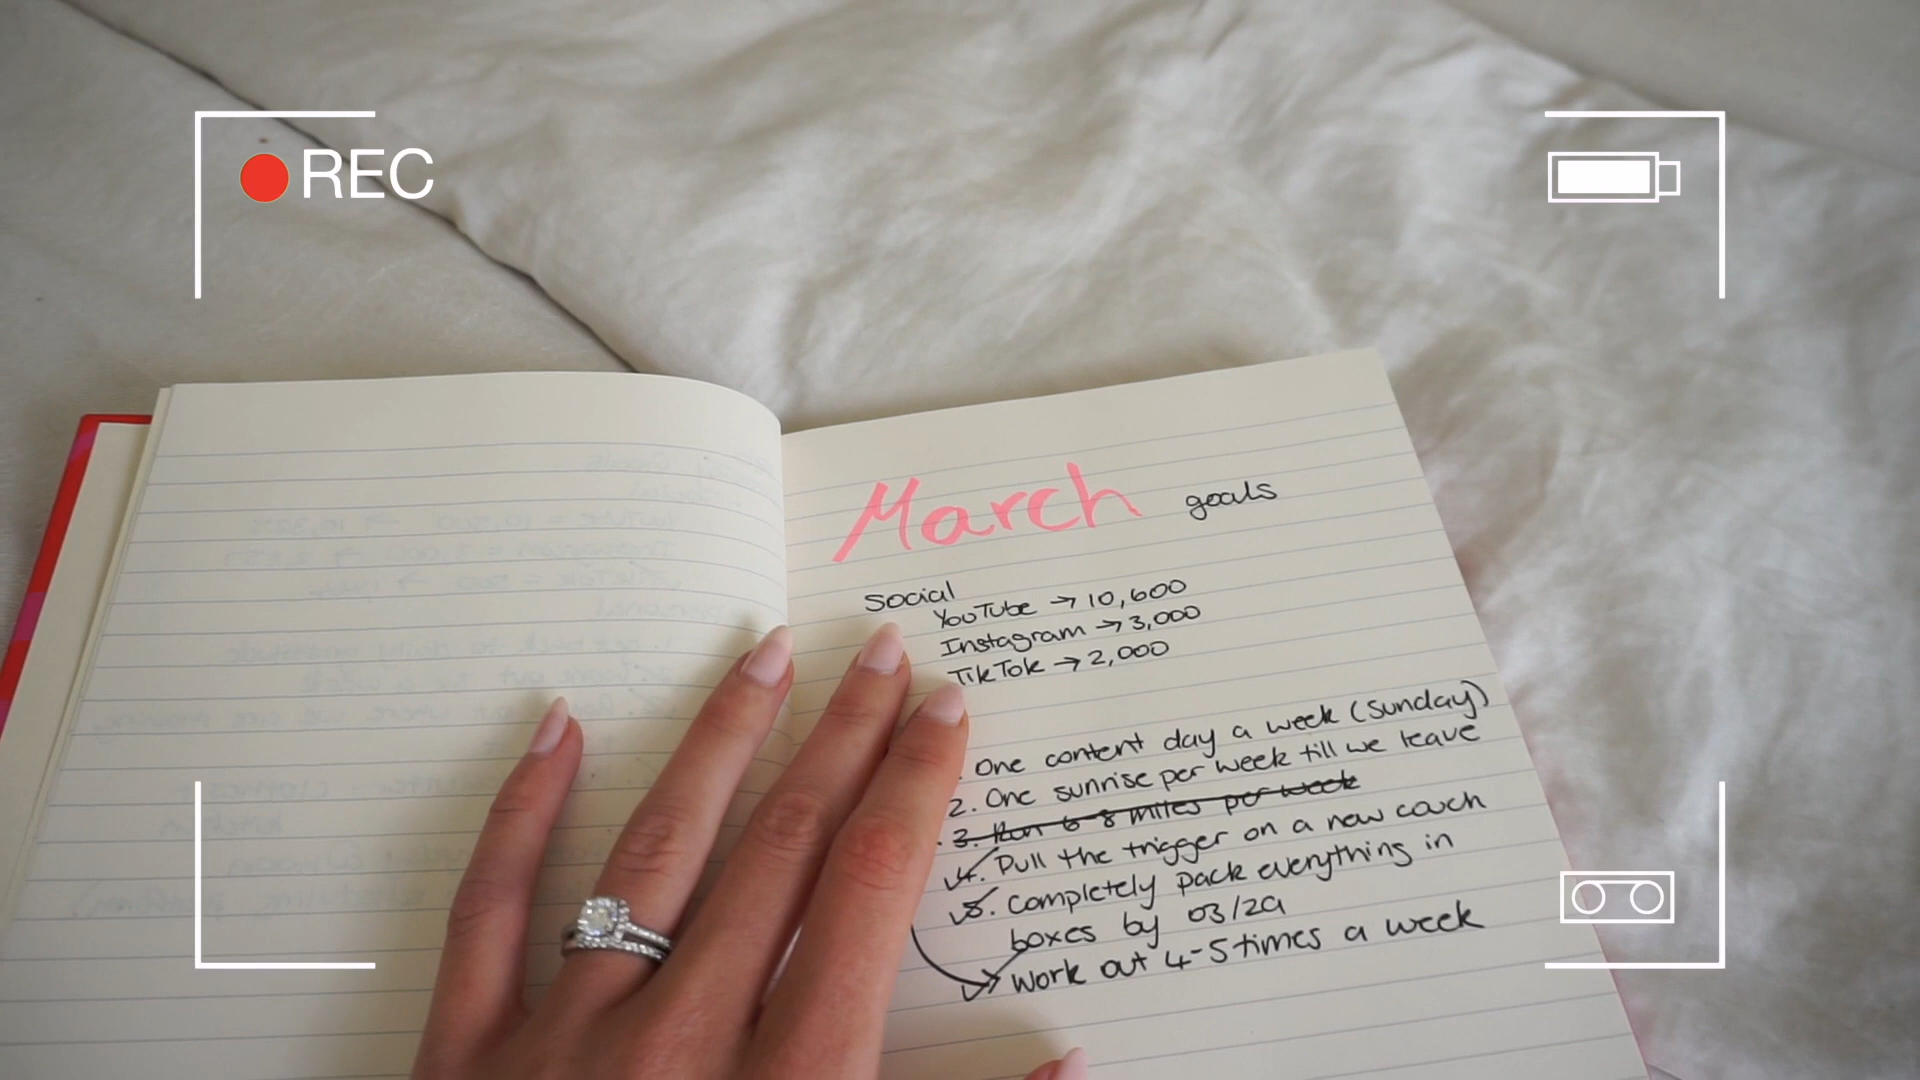 REC
March goals
Social
YouTube → 10,600
Instagram → 3,000
TikTok → 2,000
One content day a week (Sunday)
2. One sunrise per week till we leave
3. Run 6-8 miles per week
4. Pull the trigger on a new couch
5. Completely pack everything in
boxes by 03/29
Work out 4-5 times a week